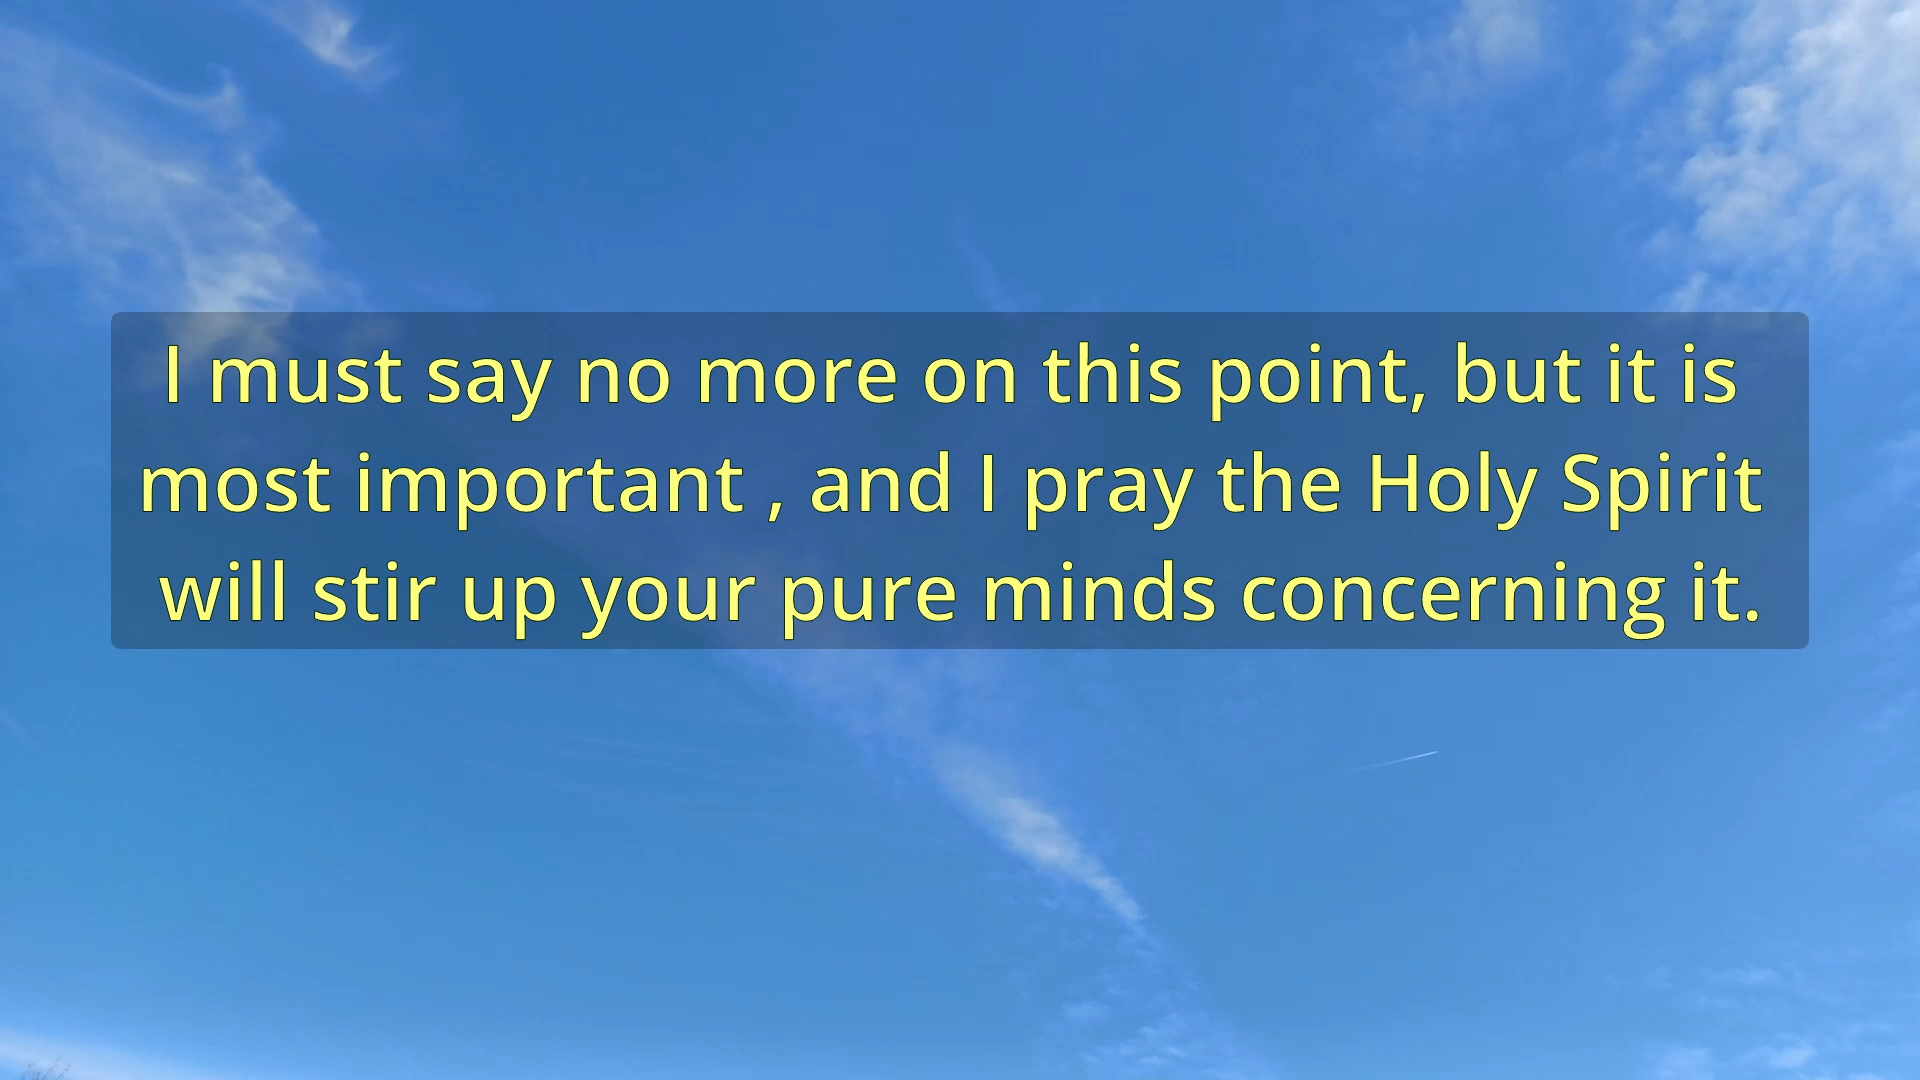 I must say no more on this point, but it is
most important , and I pray the Holy Spirit
will stir up your pure minds concerning it.